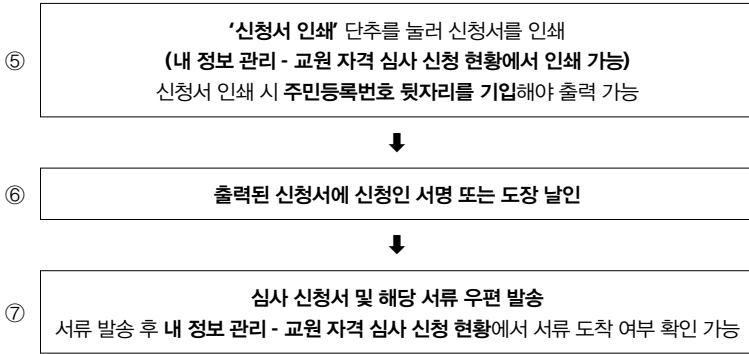 ⑤
'신청서 인쇄' 단추를 눌러 신청서를 인쇄
(내 정보 관리 - 교원 자격 심사 신청 현황에서 인쇄 가능)
신청서 인쇄 시 주민등록번호 뒷자리를 기입해야 출력 가능
⑥
출력된 신청서에 신청인 서명 또는 도장 날인
⑦
심사 신청서 및 해당 서류 우편 발송
서류 발송 후 내 정보 관리 - 교원 자격 심사 신청 현황에서 서류 도착 여부 확인 가능